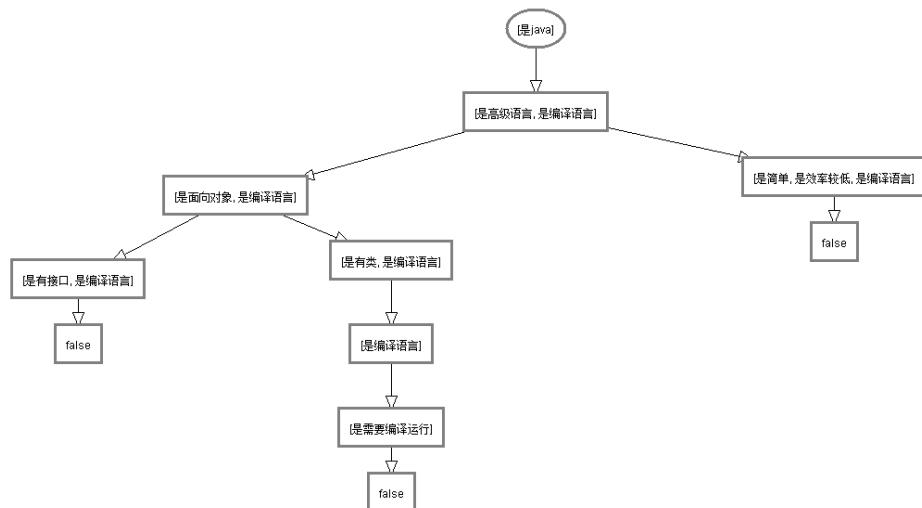 [是java]
[是高级语言, 是编译语言]
[是面向对象, 是编译语言]
[是简单, 是效率较低, 是编译语言]
[是有接口, 是编译语言]
[是有类, 是编译语言]
false
false
[是编译语言]
[是需要编译运行]
false